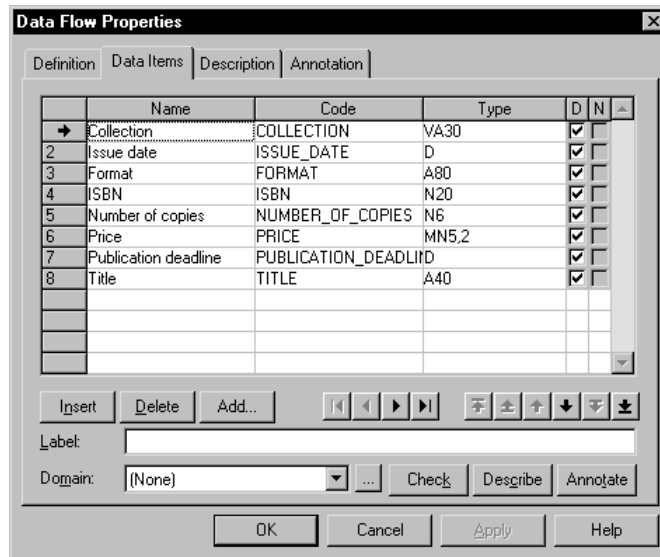 Data Flow Properties
Definition Data Items Description Annotation
Name Code Type D N
Collection COLLECTION VA30
2 Issue date ISSUE_DATE D
3 Format FORMAT A80
4 ISBN ISBN N20
5 Number of copies NUMBER_OF_COPIES N6
6 Price PRICE MN5,2
7 Publication deadline PUBLICATION_DEADLIN D
8 Title TITLE A40
Insert Delete Add...
Label:
Domain: (None) ... Check Describe Annotate
OK Cancel Apply Help